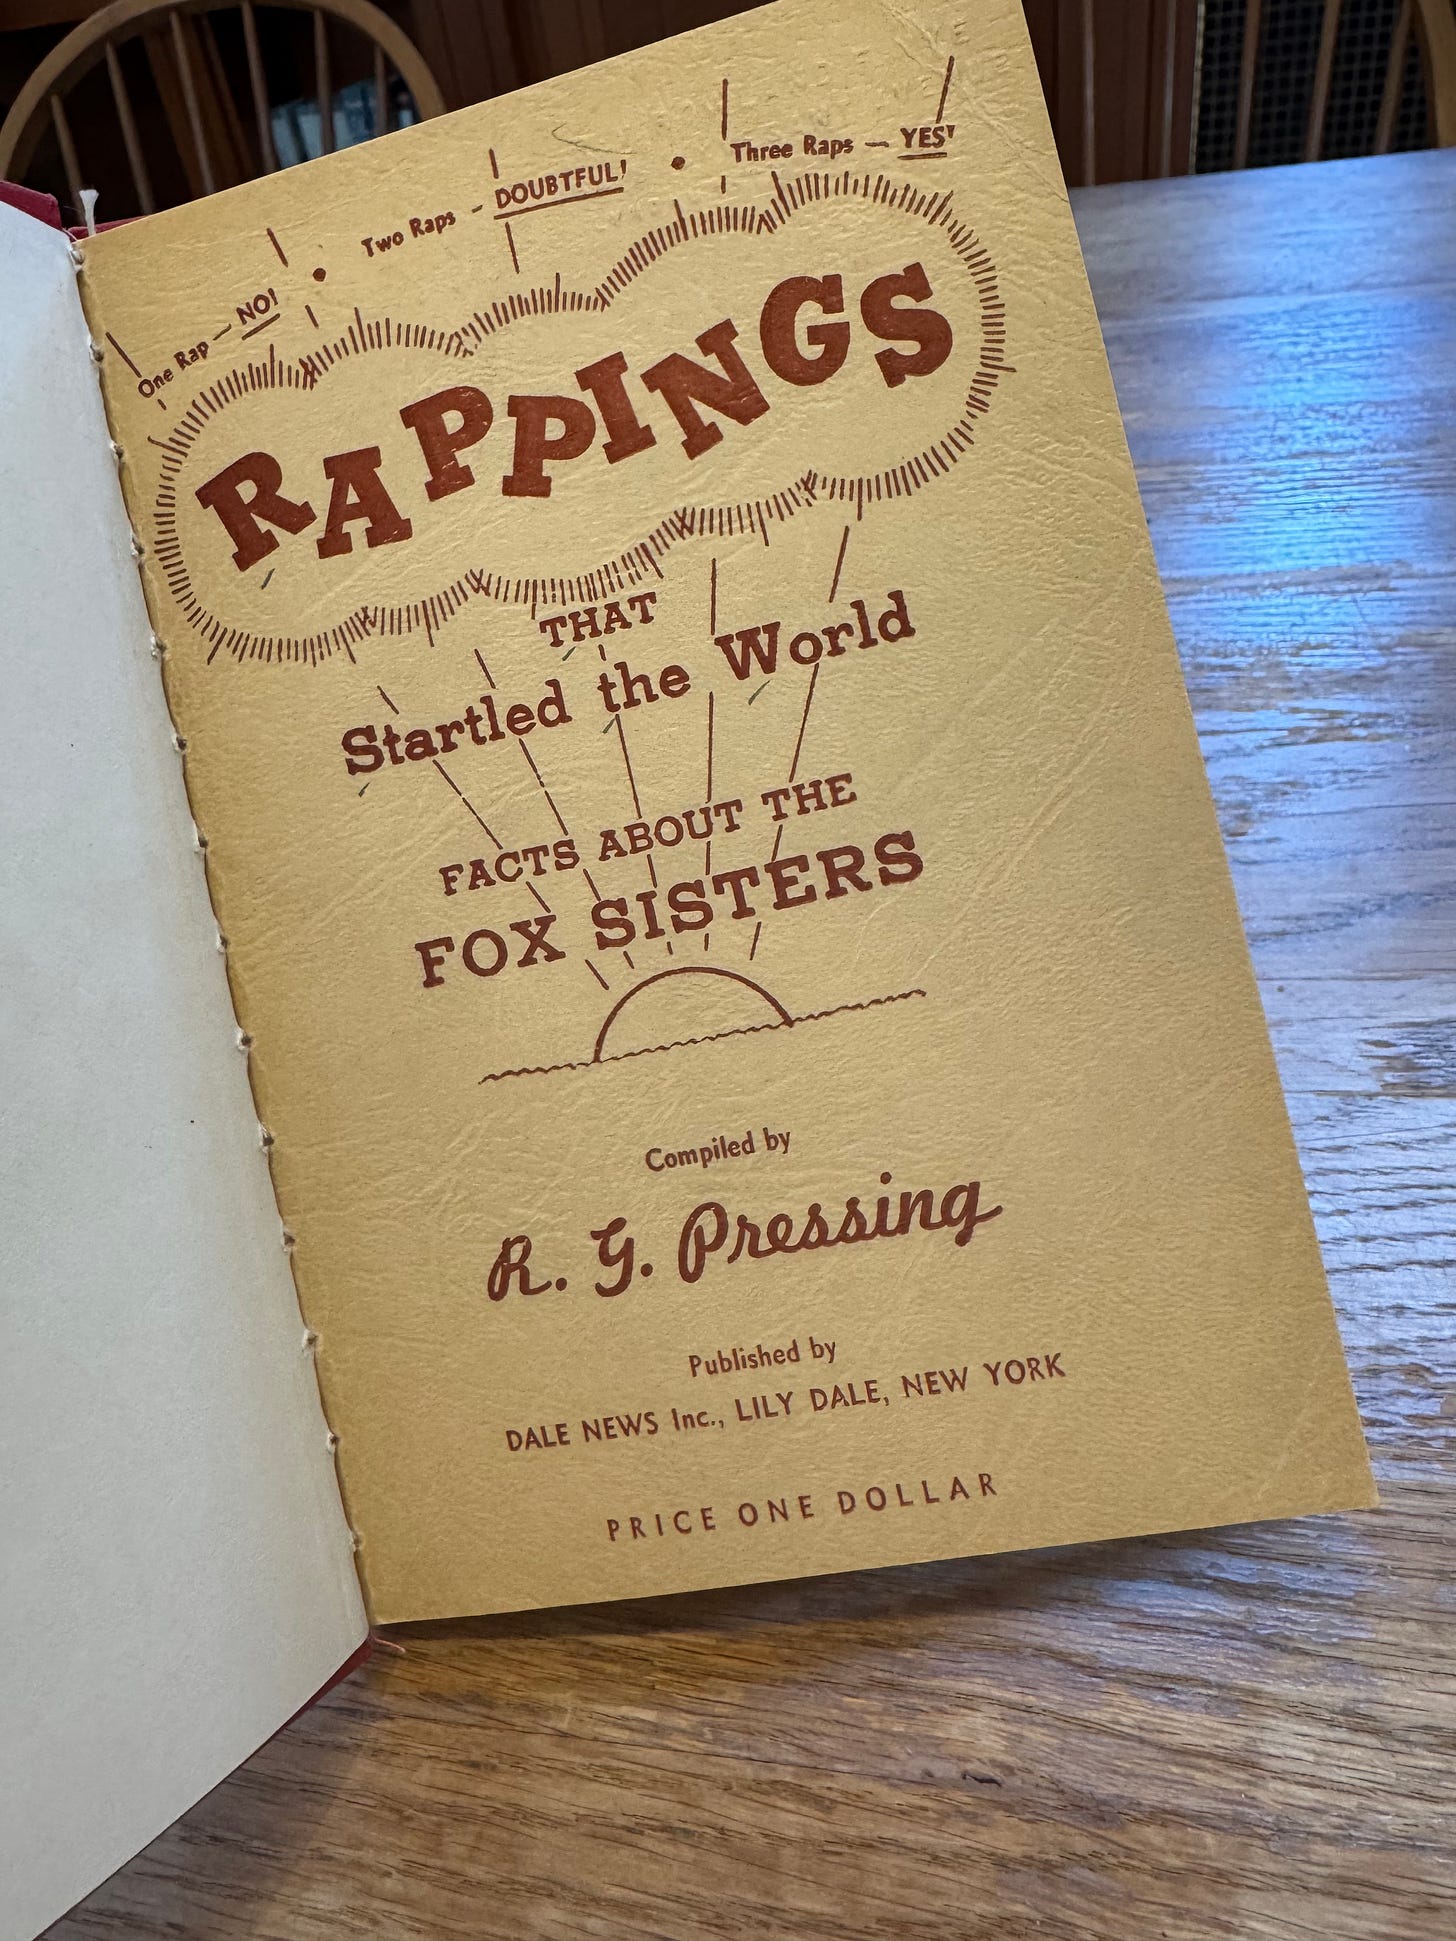 One Rap — NO! • Two Raps - DOUBTFUL! • Three Raps — YES!
RAPPINGS
THAT
Startled the World
FACTS ABOUT THE
FOX SISTERS
Compiled by
R. G. Pressing
Published by
DALE NEWS Inc., LILY DALE, NEW YORK
PRICE ONE DOLLAR